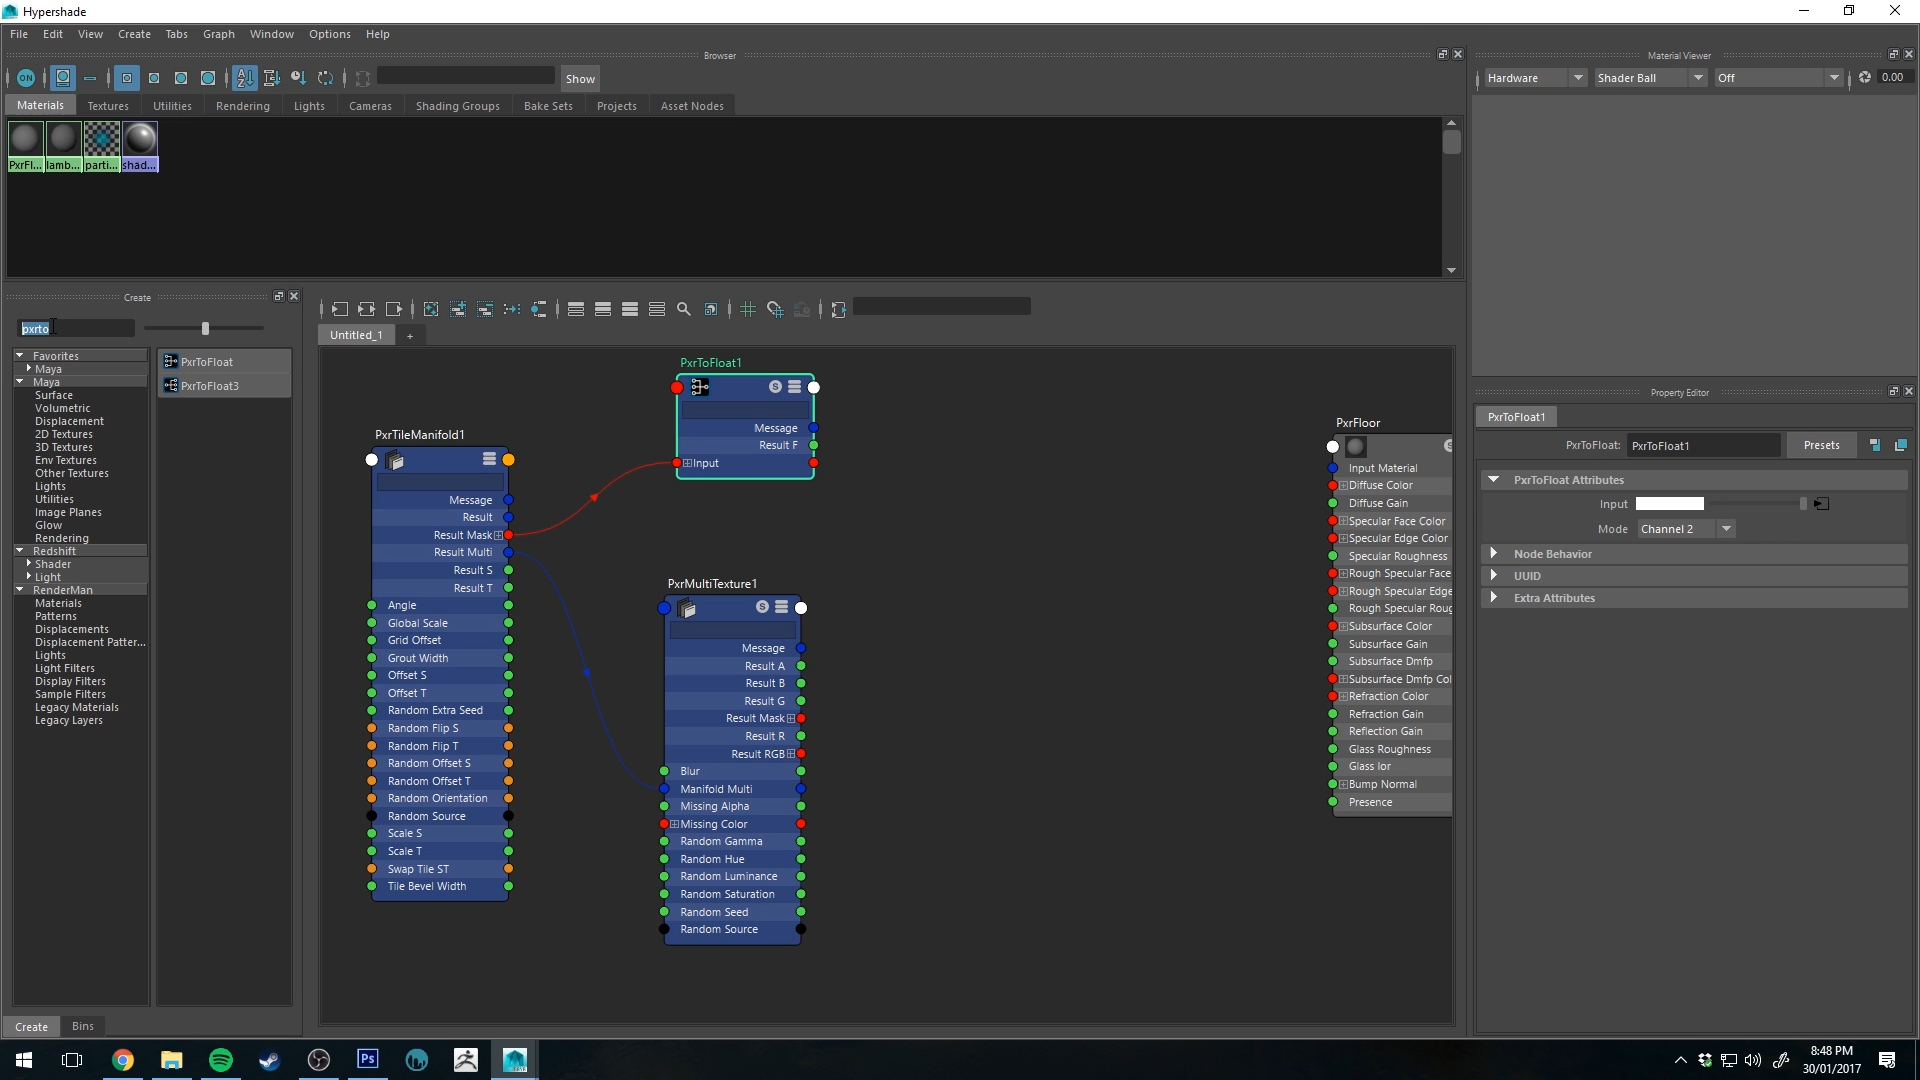 Hypershade
File Edit View Create Tabs Graph Window Options Help
Browser
Material Viewer
ON
Show
Hardware
Shader Ball
Off
0.00
Materials Textures Utilities Rendering Lights Cameras Shading Groups Bake Sets Projects Asset Nodes
PxrFl... lamb... parti... shad...
Create
pxrto
Favorites
Maya
Maya
Surface
Volumetric
Displacement
2D Textures
3D Textures
Env Textures
Other Textures
Lights
Utilities
Image Planes
Glow
Rendering
Redshift
Shader
Light
RenderMan
Materials
Patterns
Displacements
Displacement Patter...
Lights
Light Filters
Display Filters
Sample Filters
Legacy Materials
Legacy Layers
PxrToFloat
PxrToFloat3
Create Bins
Untitled_1 +
PxrTileManifold1
Message
Result
Result Mask
Result Multi
Result S
Result T
Angle
Global Scale
Grid Offset
Grout Width
Offset S
Offset T
Random Extra Seed
Random Flip S
Random Flip T
Random Offset S
Random Offset T
Random Orientation
Random Source
Scale S
Scale T
Swap Tile ST
Tile Bevel Width
PxrToFloat1
S
Message
Result F
Input
PxrMultiTexture1
S
Message
Result A
Result B
Result G
Result Mask
Result R
Result RGB
Blur
Manifold Multi
Missing Alpha
Missing Color
Random Gamma
Random Hue
Random Luminance
Random Saturation
Random Seed
Random Source
PxrFloor
Input Material
Diffuse Color
Diffuse Gain
Specular Face Color
Specular Edge Color
Specular Roughness
Rough Specular Face
Rough Specular Edge
Rough Specular Roug
Subsurface Color
Subsurface Gain
Subsurface Dmfp
Subsurface Dmfp Col
Refraction Color
Refraction Gain
Reflection Gain
Glass Roughness
Glass Ior
Bump Normal
Presence
Property Editor
PxrToFloat1
PxrToFloat: PxrToFloat1 Presets
PxrToFloat Attributes
Input
Mode Channel 2
Node Behavior
UUID
Extra Attributes
Ps
8:48 PM
30/01/2017